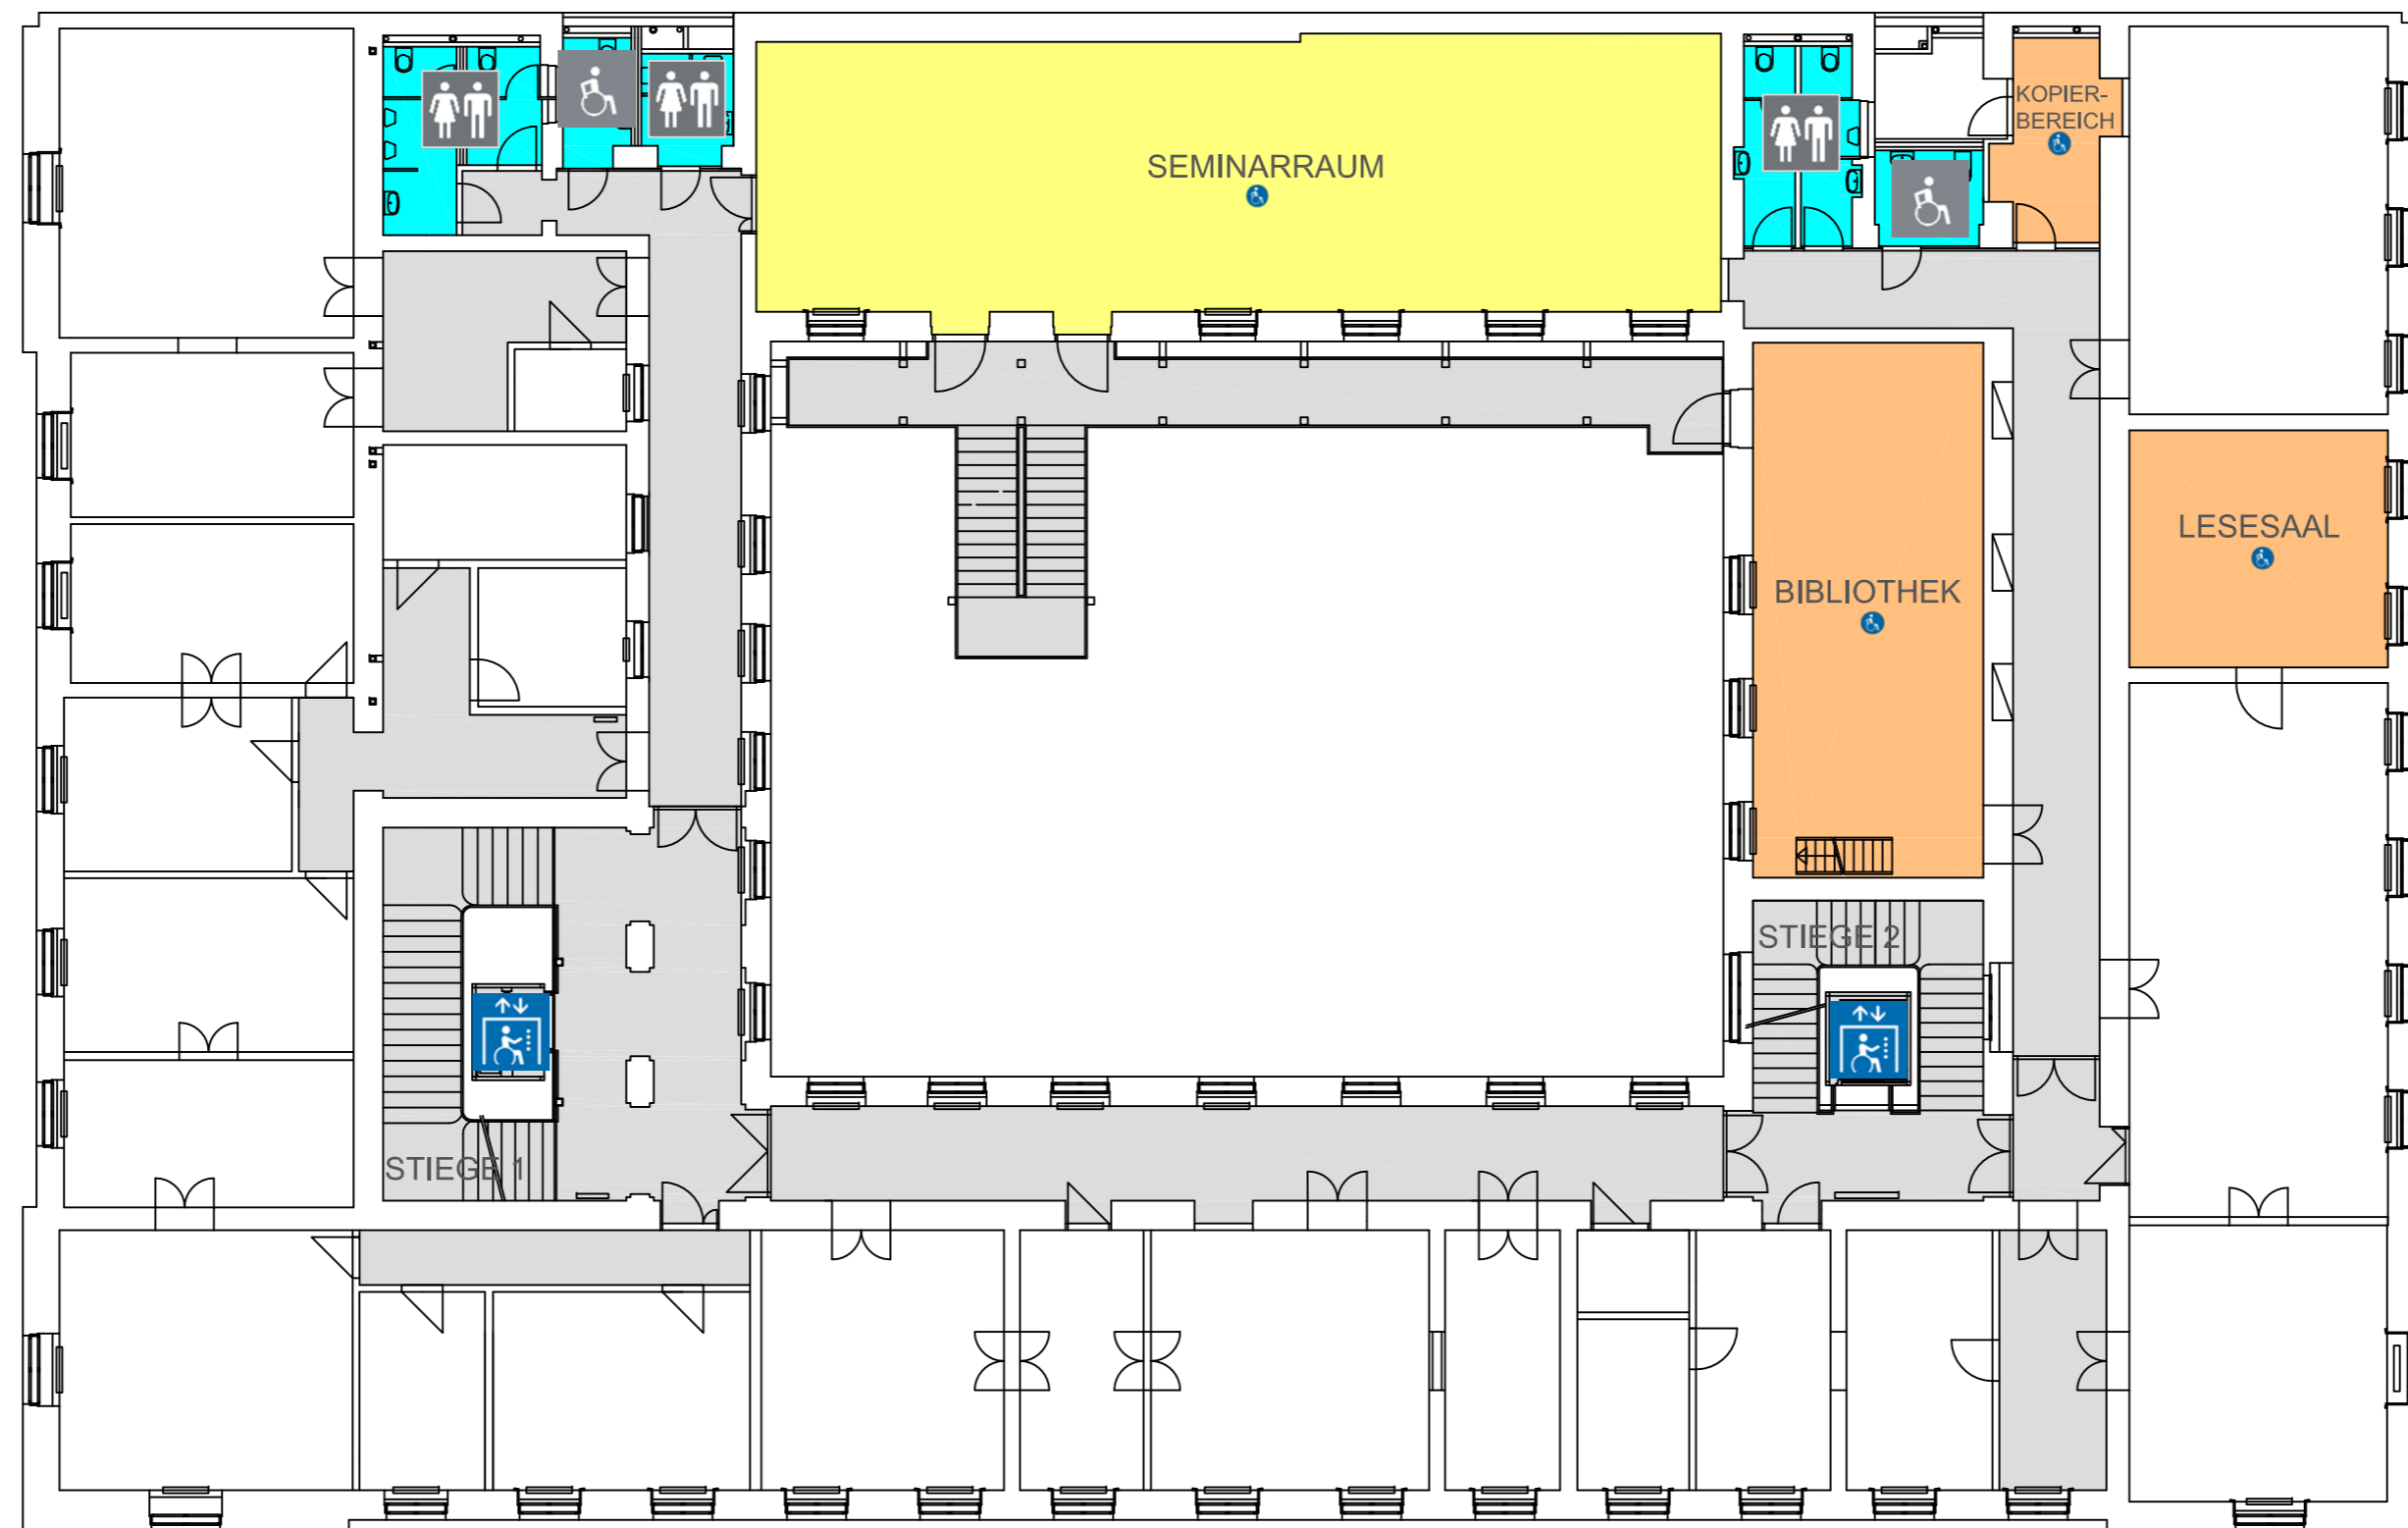 KOPIER-
BEREICH
SEMINARRAUM
LESESAAL
BIBLIOTHEK
STIEGE 2
STIEGE 1